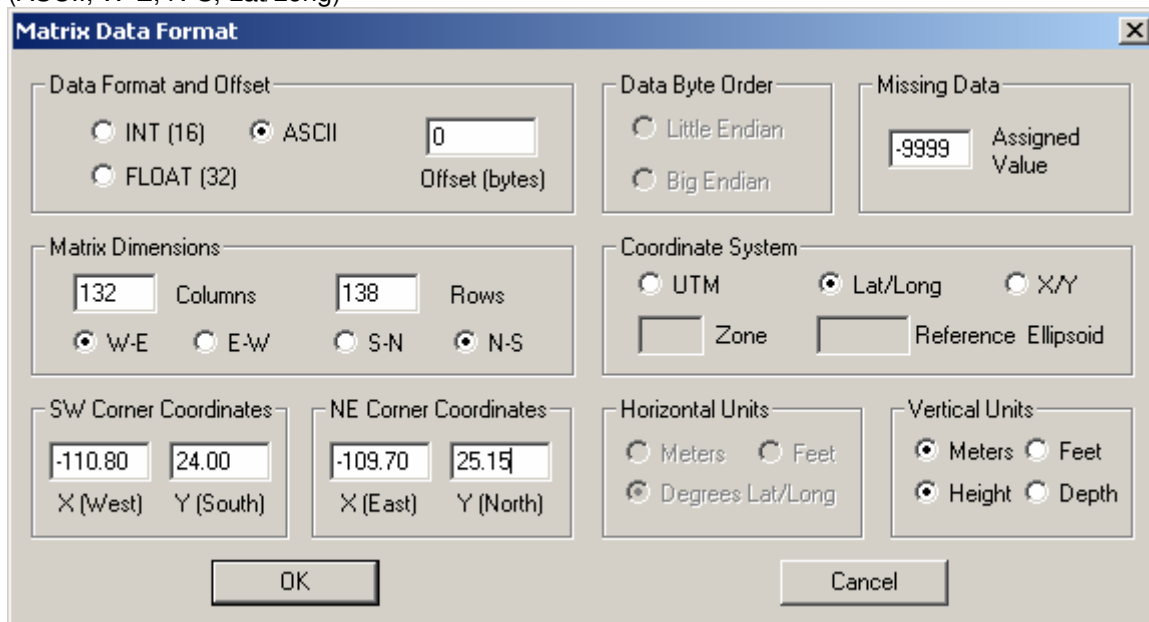 Matrix Data Format
Data Format and Offset
INT (16) ASCII 0
FLOAT (32) Offset (bytes)
Data Byte Order
Little Endian
Big Endian
Missing Data
-9999 Assigned
Value
Matrix Dimensions
132 Columns 138 Rows
W-E E-W S-N N-S
Coordinate System
UTM Lat/Long X/Y
Zone Reference Ellipsoid
SW Corner Coordinates
-110.80 24.00
X (West) Y (South)
NE Corner Coordinates
-109.70 25.15
X (East) Y (North)
Horizontal Units
Meters Feet
Degrees Lat/Long
Vertical Units
Meters Feet
Height Depth
OK Cancel